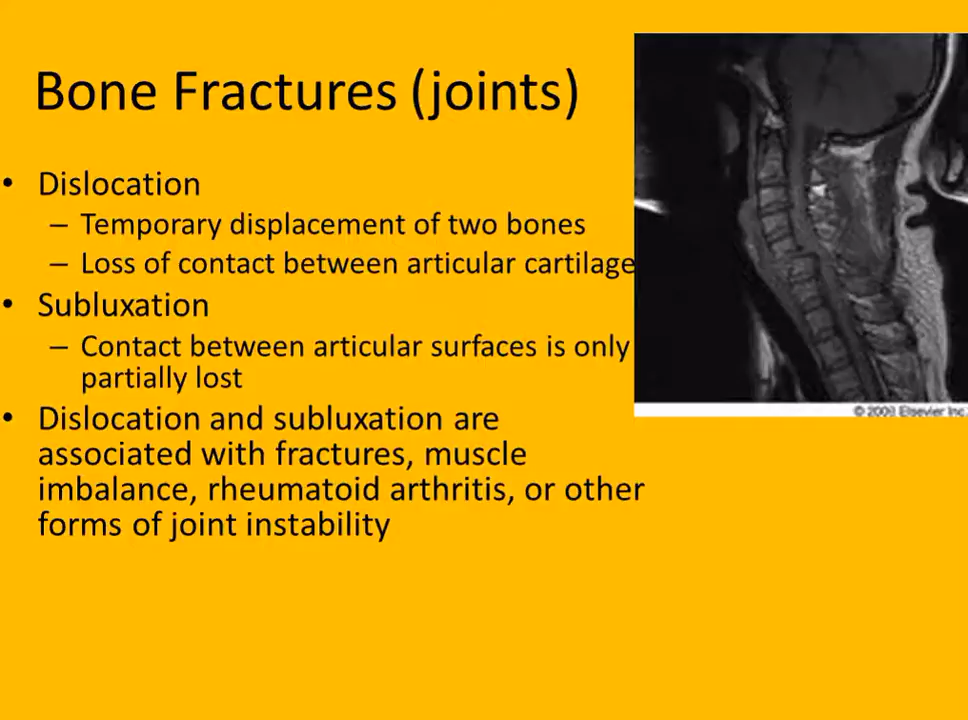 Bone Fractures (joints)
• Dislocation
– Temporary displacement of two bones
– Loss of contact between articular cartilage
• Subluxation
– Contact between articular surfaces is only
partially lost
• Dislocation and subluxation are
associated with fractures, muscle
imbalance, rheumatoid arthritis, or other
forms of joint instability
© 2008 Elsevier Inc.